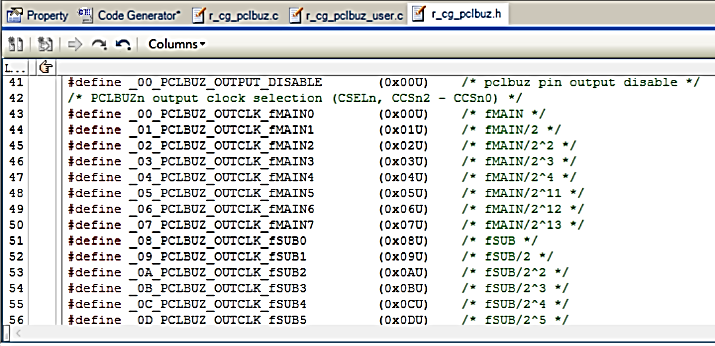 Property Code Generator* r_cg_pclbuz.c r_cg_pclbuz_user.c r_cg_pclbuz.h
Columns
L...
41 #define _00_PCLBUZ_OUTPUT_DISABLE (0x00U) /* pclbuz pin output disable */
42 /* PCLBUZn output clock selection (CSELn, CCSn2 - CCSn0) */
43 #define _00_PCLBUZ_OUTCLK_fMAIN0 (0x00U) /* fMAIN */
44 #define _01_PCLBUZ_OUTCLK_fMAIN1 (0x01U) /* fMAIN/2 */
45 #define _02_PCLBUZ_OUTCLK_fMAIN2 (0x02U) /* fMAIN/2^2 */
46 #define _03_PCLBUZ_OUTCLK_fMAIN3 (0x03U) /* fMAIN/2^3 */
47 #define _04_PCLBUZ_OUTCLK_fMAIN4 (0x04U) /* fMAIN/2^4 */
48 #define _05_PCLBUZ_OUTCLK_fMAIN5 (0x05U) /* fMAIN/2^11 */
49 #define _06_PCLBUZ_OUTCLK_fMAIN6 (0x06U) /* fMAIN/2^12 */
50 #define _07_PCLBUZ_OUTCLK_fMAIN7 (0x07U) /* fMAIN/2^13 */
51 #define _08_PCLBUZ_OUTCLK_fSUB0 (0x08U) /* fSUB */
52 #define _09_PCLBUZ_OUTCLK_fSUB1 (0x09U) /* fSUB/2 */
53 #define _0A_PCLBUZ_OUTCLK_fSUB2 (0x0AU) /* fSUB/2^2 */
54 #define _0B_PCLBUZ_OUTCLK_fSUB3 (0x0BU) /* fSUB/2^3 */
55 #define _0C_PCLBUZ_OUTCLK_fSUB4 (0x0CU) /* fSUB/2^4 */
56 #define _0D_PCLBUZ_OUTCLK_fSUB5 (0x0DU) /* fSUB/2^5 */